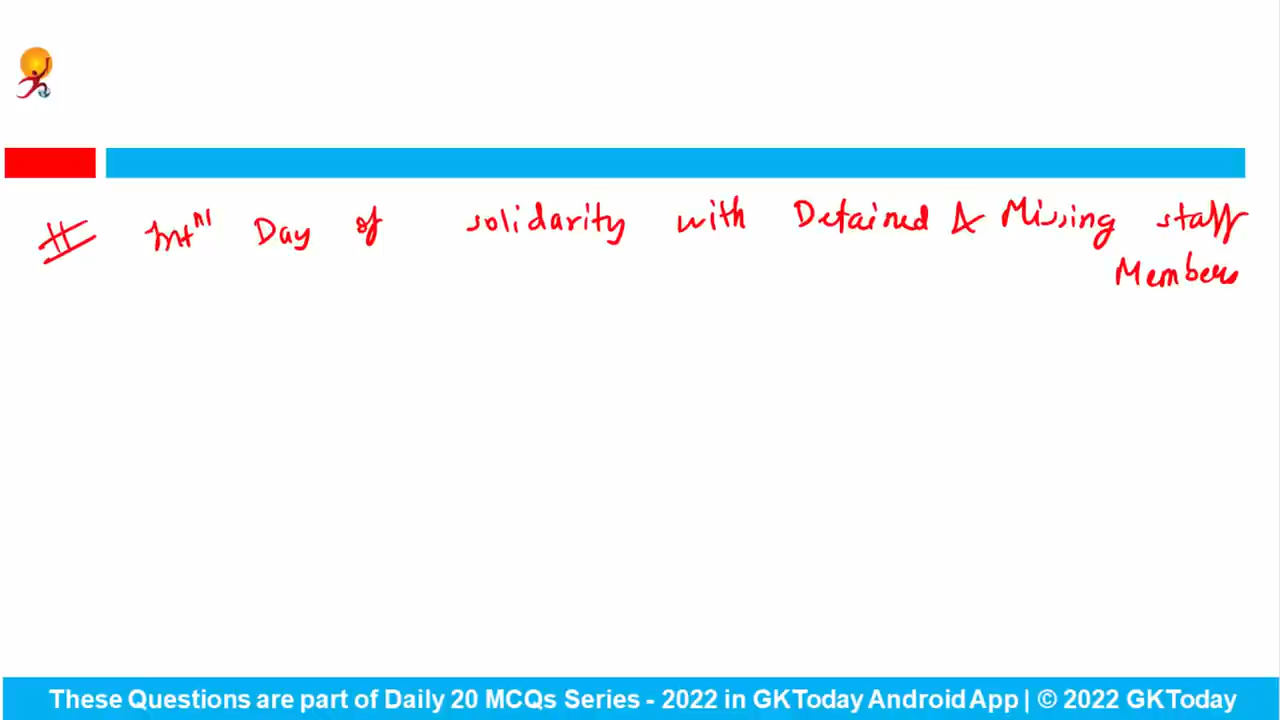 # Intnl Day of solidarity with Detained & Missing staff
Members
These Questions are part of Daily 20 MCQs Series - 2022 in GKToday Android App | © 2022 GKToday